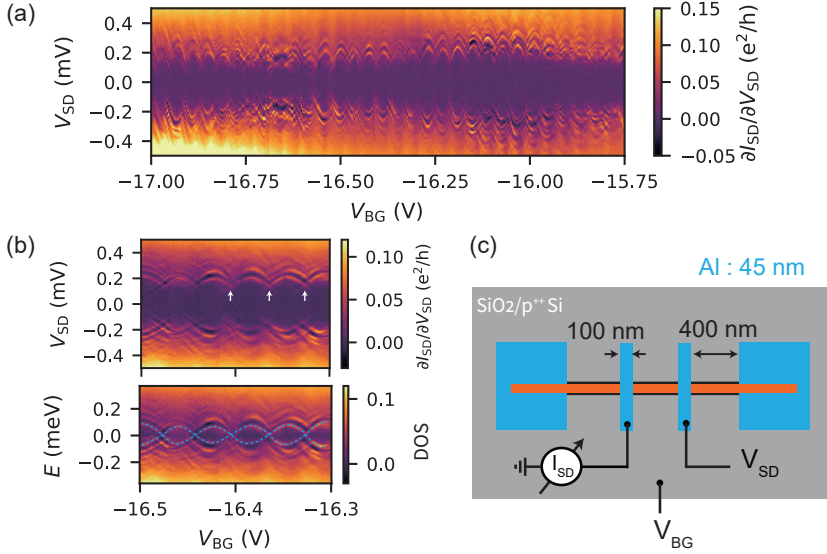 (a)
V_SD (mV)
0.4
0.2
0.0
−0.2
−0.4
−17.00
−16.75
−16.50
−16.25
−16.00
−15.75
V_BG (V)
0.15
0.10
0.05
0.00
−0.05
∂I_SD/∂V_SD (e²/h)
(b)
V_SD (mV)
0.4
0.2
0.0
−0.2
−0.4
0.10
0.05
0.00
∂I_SD/∂V_SD (e²/h)
E (meV)
0.2
0.0
−0.2
−16.5
−16.4
−16.3
V_BG (V)
0.1
0.0
DOS
(c)
Al : 45 nm
SiO2/p⁺⁺ Si
100 nm
400 nm
I_SD
V_SD
V_BG